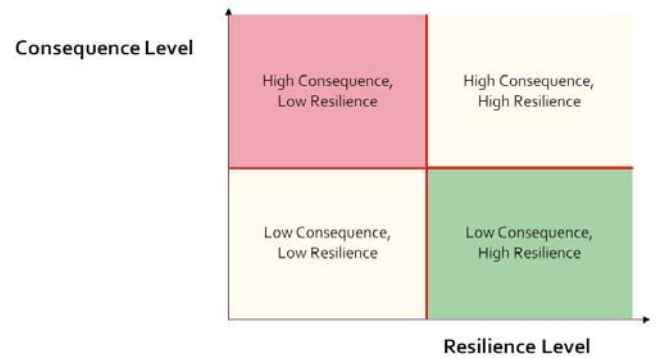 Consequence Level
High Consequence,
Low Resilience
High Consequence,
High Resilience
Low Consequence,
Low Resilience
Low Consequence,
High Resilience
Resilience Level